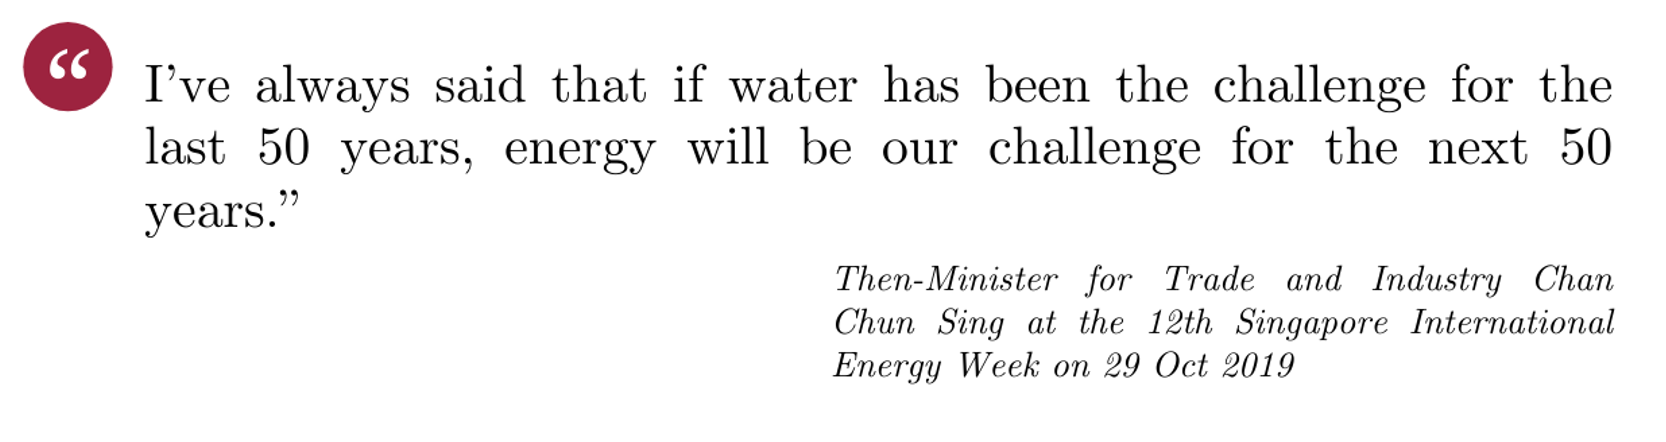 “
I’ve always said that if water has been the challenge for the
last 50 years, energy will be our challenge for the next 50
years.”
Then-Minister for Trade and Industry Chan
Chun Sing at the 12th Singapore International
Energy Week on 29 Oct 2019